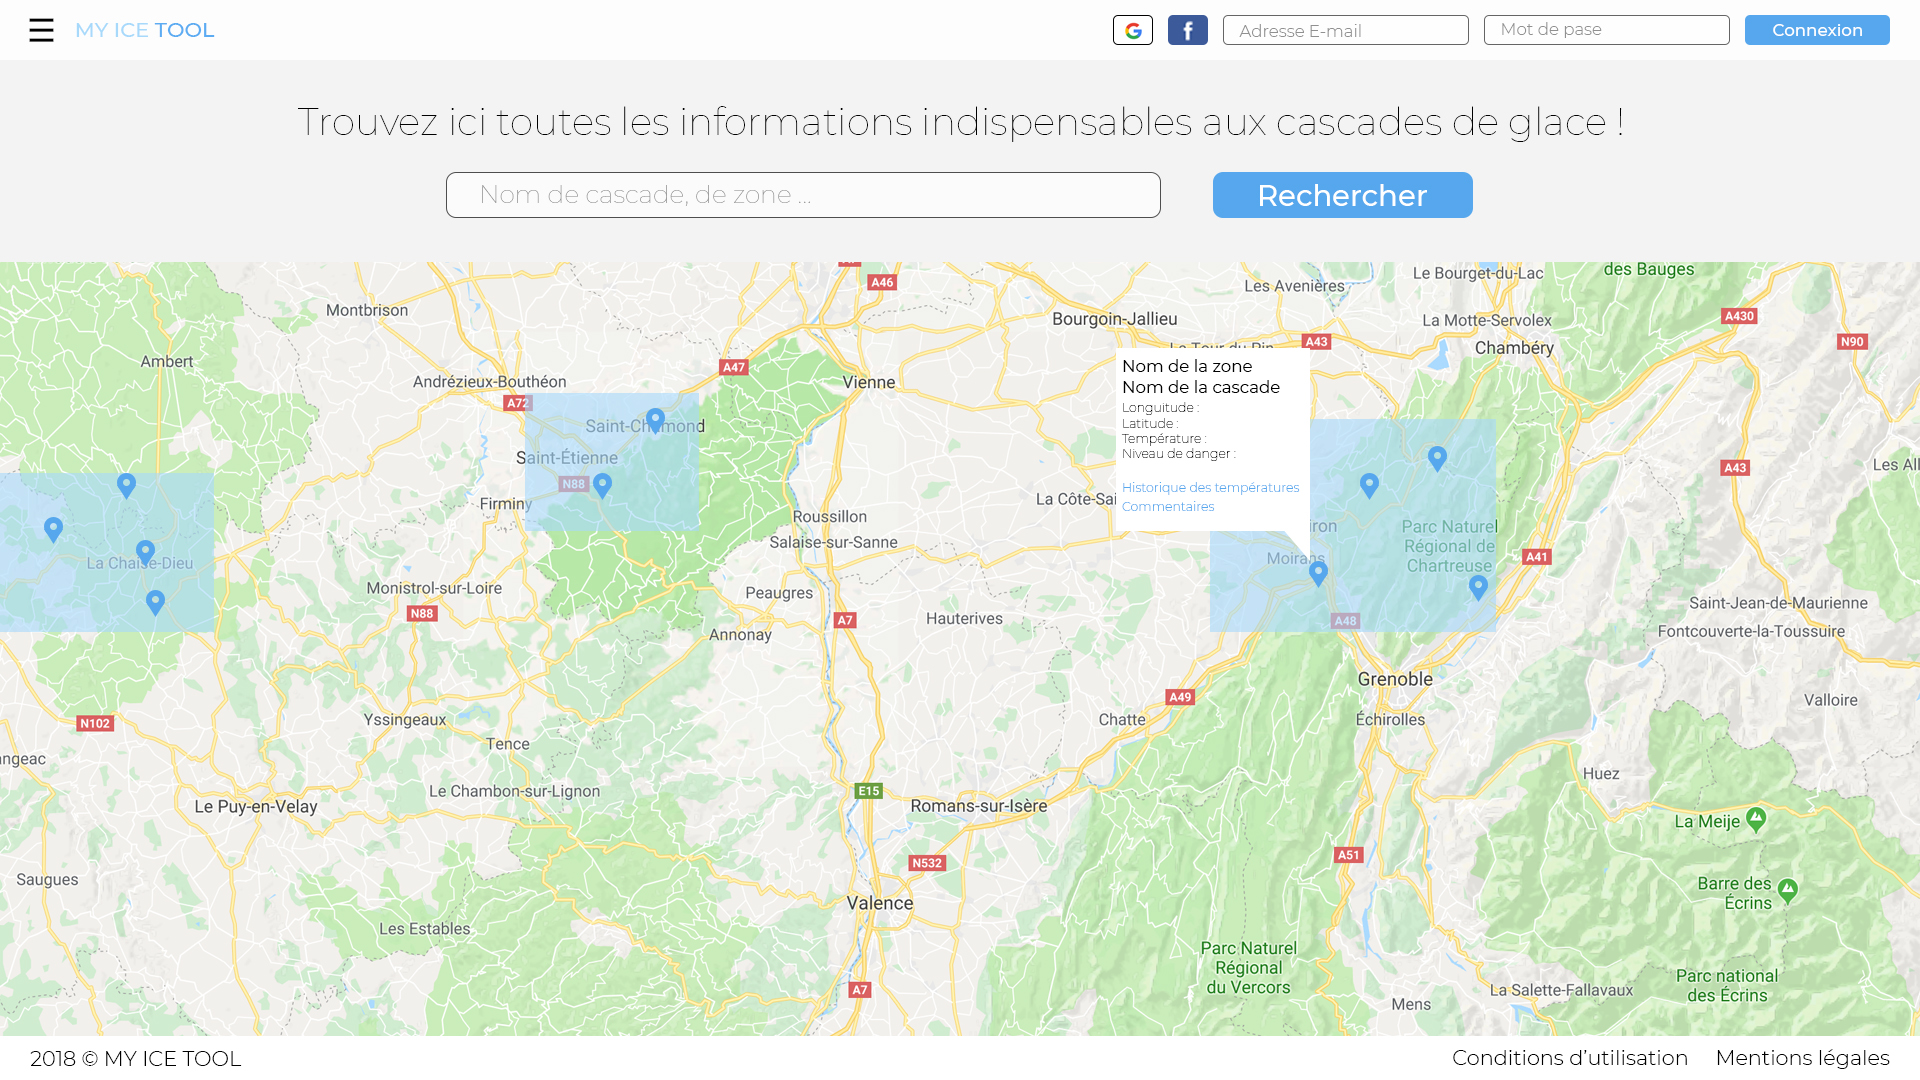 MY ICE TOOL
Adresse E-mail
Mot de pase
Connexion
Trouvez ici toutes les informations indispensables aux cascades de glace !
Nom de cascade, de zone ...
Rechercher
A46
Le Bourget-du-Lac
des Bauges
Les Avenières
Montbrison
Bourgoin-Jallieu
La Motte-Servolex
A430
A43
N90
La Tour du Pin
Chambéry
Ambert
A47
Andrézieux-Bouthéon
Vienne
A72
Nom de la zone
Nom de la cascade
Longuitude :
Latitude :
Température :
Niveau de danger :
Historique des températures
Commentaires
Saint-Chamond
Saint-Étienne
N88
Firminy
La Côte-Sai
A43
Les Al
Roussillon
Salaise-sur-Sanne
iron
Parc Naturel
Régional de
Chartreuse
Moirans
A41
La Chaise-Dieu
Monistrol-sur-Loire
N88
Peaugres
Annonay
A7
Hauterives
A48
Saint-Jean-de-Maurienne
Fontcouverte-la-Toussuire
Grenoble
A49
Valloire
N102
Yssingeaux
Chatte
Échirolles
Tence
angeac
Huez
Le Chambon-sur-Lignon
E15
Le Puy-en-Velay
Romans-sur-Isère
La Meije
A51
N532
Saugues
Barre des
Écrins
Valence
Les Estables
Parc Naturel
Régional
du Vercors
Parc national
des Écrins
A7
Mens
La Salette-Fallavaux
2018 © MY ICE TOOL
Conditions d’utilisation
Mentions légales